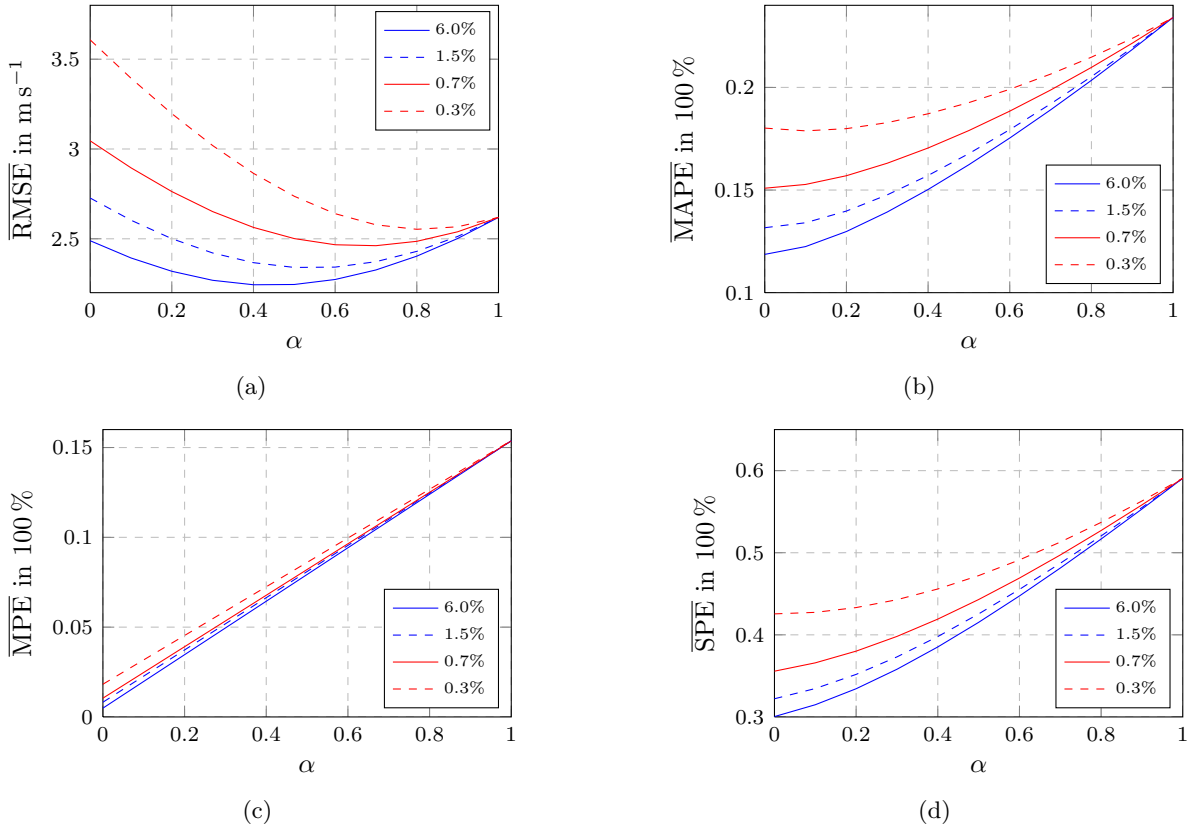 3.5
3
2.5
0 0.2 0.4 0.6 0.8 1
RMSE in m s⁻¹
α
6.0%
1.5%
0.7%
0.3%
(a)
0.2
0.15
0.1
0 0.2 0.4 0.6 0.8 1
MAPE in 100 %
α
6.0%
1.5%
0.7%
0.3%
(b)
0.15
0.1
0.05
0
0 0.2 0.4 0.6 0.8 1
MPE in 100 %
α
6.0%
1.5%
0.7%
0.3%
(c)
0.6
0.5
0.4
0.3
0 0.2 0.4 0.6 0.8 1
SPE in 100 %
α
6.0%
1.5%
0.7%
0.3%
(d)